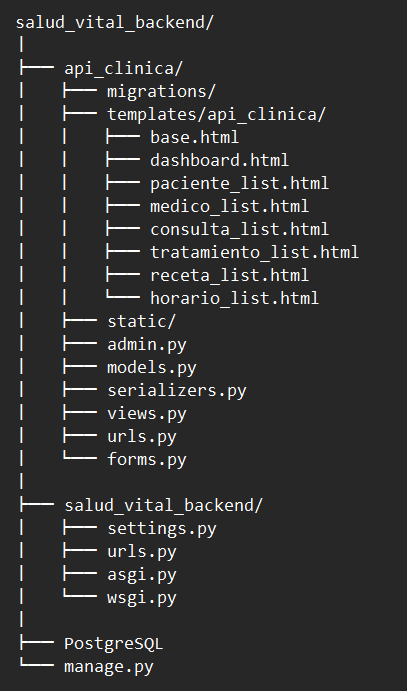 salud_vital_backend/
│
├── api_clinica/
│   ├── migrations/
│   ├── templates/api_clinica/
│   │   ├── base.html
│   │   ├── dashboard.html
│   │   ├── paciente_list.html
│   │   ├── medico_list.html
│   │   ├── consulta_list.html
│   │   ├── tratamiento_list.html
│   │   ├── receta_list.html
│   │   └── horario_list.html
│   ├── static/
│   ├── admin.py
│   ├── models.py
│   ├── serializers.py
│   ├── views.py
│   ├── urls.py
│   └── forms.py
│
├── salud_vital_backend/
│   ├── settings.py
│   ├── urls.py
│   ├── asgi.py
│   └── wsgi.py
│
├── PostgreSQL
└── manage.py